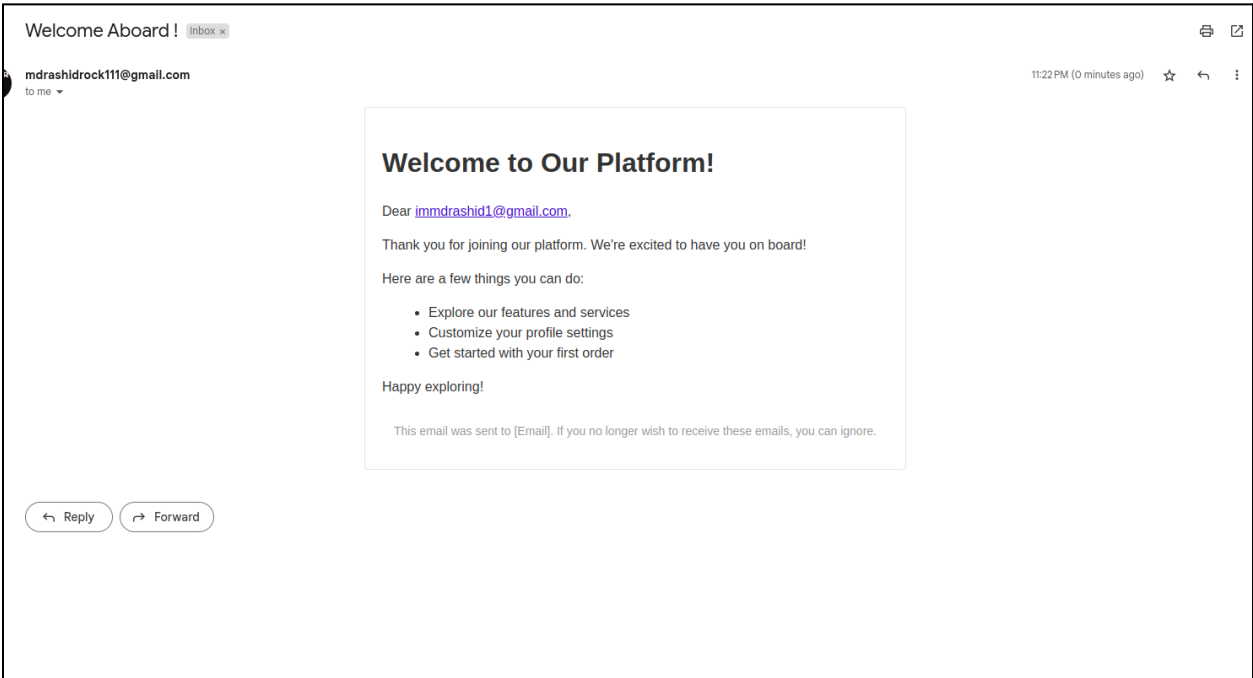 Welcome Aboard ! Inbox ×
mdrashidrock111@gmail.com 11:22 PM (0 minutes ago)
to me
Welcome to Our Platform!
Dear immdrashid1@gmail.com,
Thank you for joining our platform. We're excited to have you on board!
Here are a few things you can do:
• Explore our features and services
• Customize your profile settings
• Get started with your first order
Happy exploring!
This email was sent to [Email]. If you no longer wish to receive these emails, you can ignore.
Reply Forward